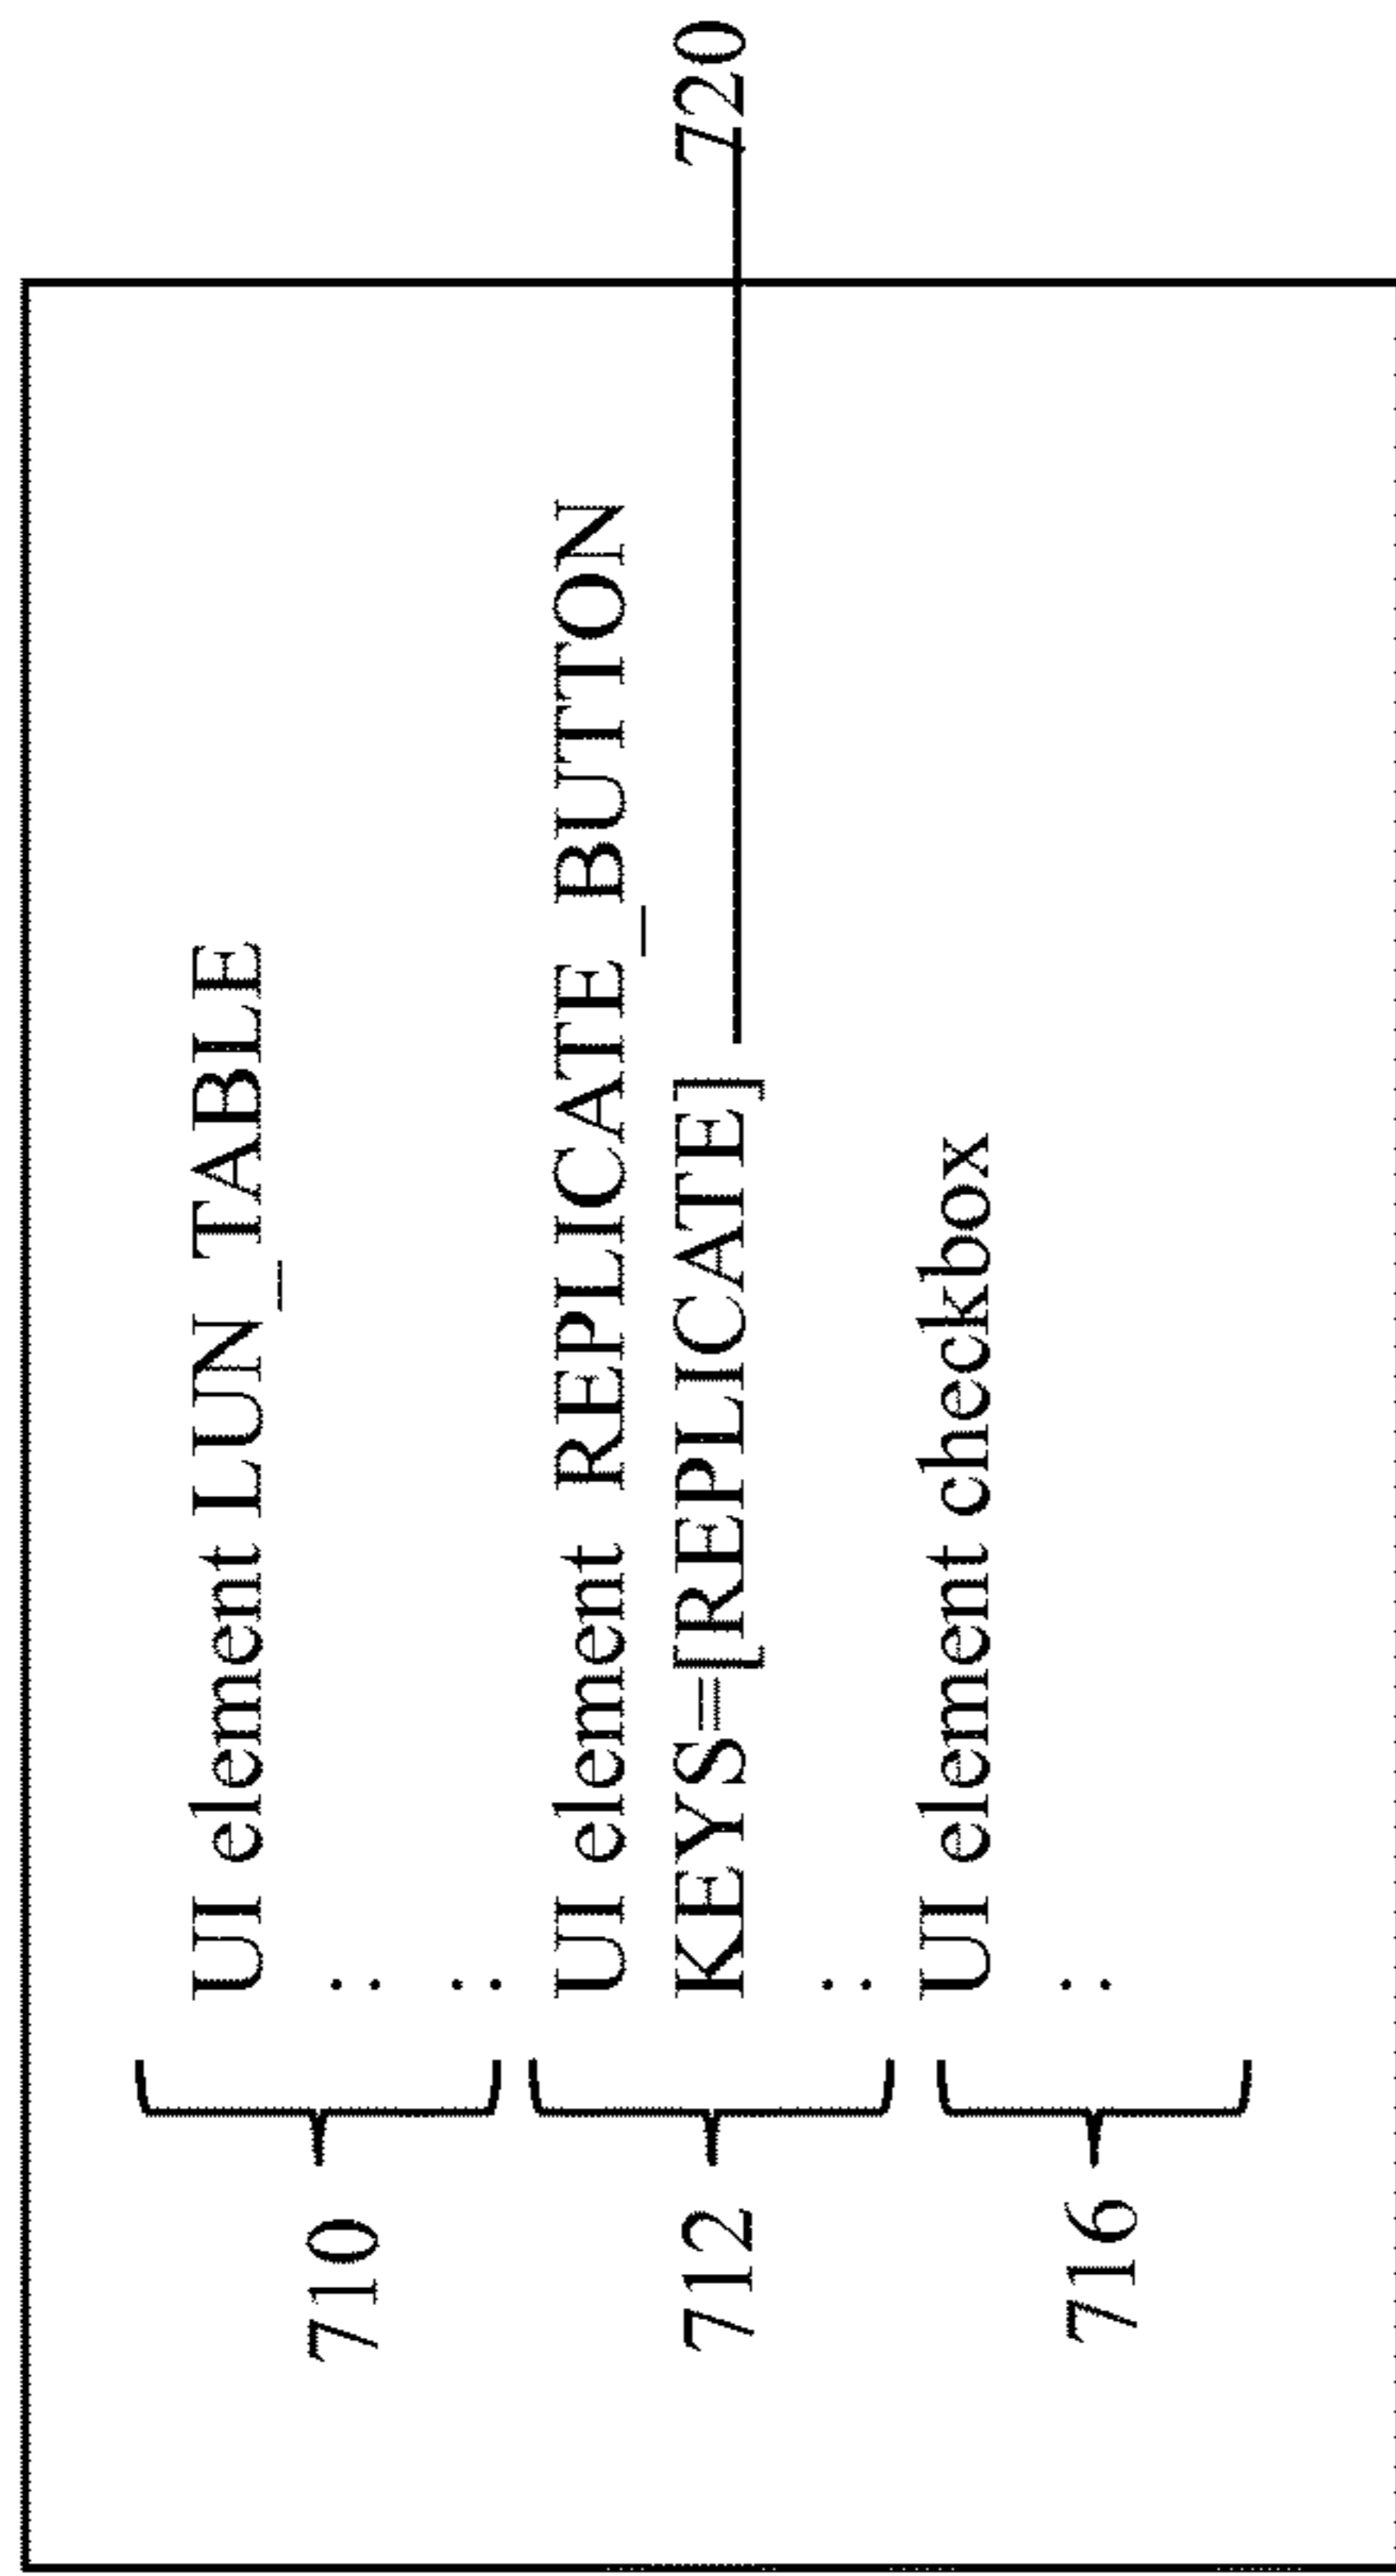 UI element LUN_TABLE
:
:
710
UI element REPLICATE_BUTTON
KEYS=[REPLICATE]
720
712
:
UI element checkbox
716
: